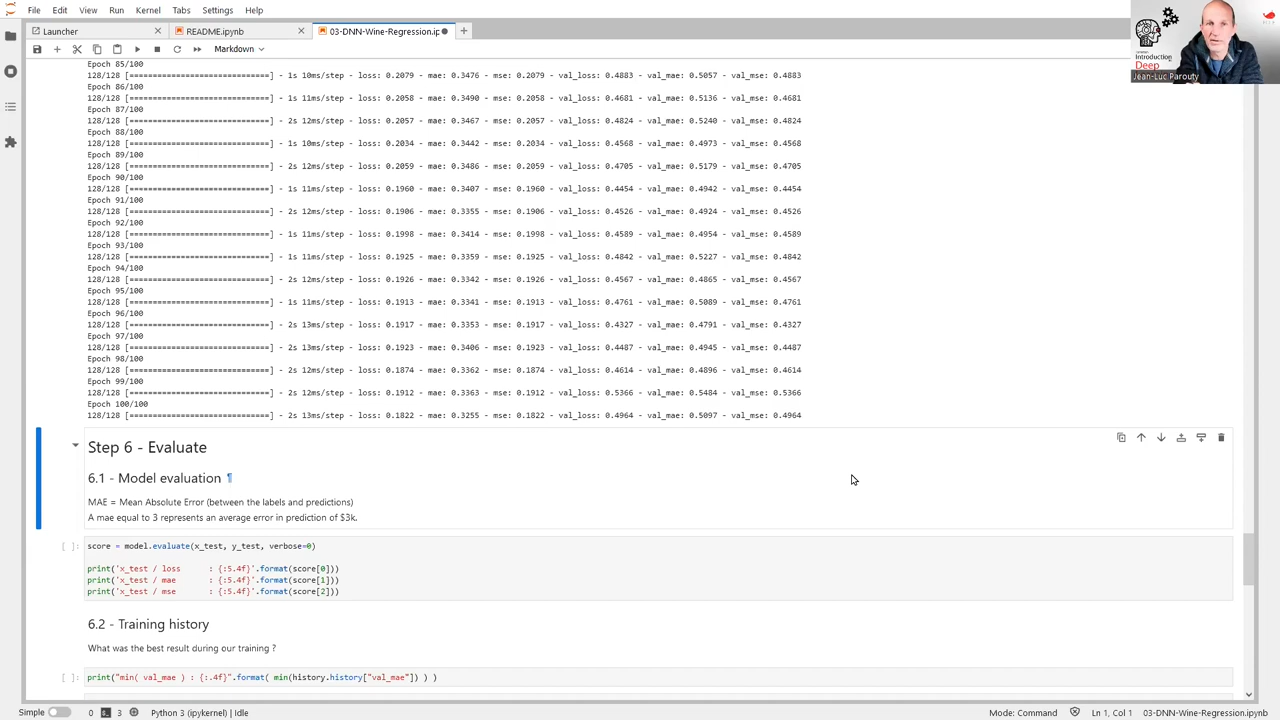 File Edit View Run Kernel Tabs Settings Help
Launcher README.ipynb 03-DNN-Wine-Regression.ip
Markdown
Introduction
Deep
Jean-Luc Parouty
Epoch 85/100
128/128 [==============================] - 1s 10ms/step - loss: 0.2079 - mae: 0.3476 - mse: 0.2079 - val_loss: 0.4883 - val_mae: 0.5057 - val_mse: 0.4883
Epoch 86/100
128/128 [==============================] - 1s 11ms/step - loss: 0.2058 - mae: 0.3490 - mse: 0.2058 - val_loss: 0.4681 - val_mae: 0.5136 - val_mse: 0.4681
Epoch 87/100
128/128 [==============================] - 2s 12ms/step - loss: 0.2057 - mae: 0.3467 - mse: 0.2057 - val_loss: 0.4824 - val_mae: 0.5240 - val_mse: 0.4824
Epoch 88/100
128/128 [==============================] - 1s 10ms/step - loss: 0.2034 - mae: 0.3442 - mse: 0.2034 - val_loss: 0.4568 - val_mae: 0.4973 - val_mse: 0.4568
Epoch 89/100
128/128 [==============================] - 2s 12ms/step - loss: 0.2059 - mae: 0.3486 - mse: 0.2059 - val_loss: 0.4705 - val_mae: 0.5179 - val_mse: 0.4705
Epoch 90/100
128/128 [==============================] - 1s 11ms/step - loss: 0.1960 - mae: 0.3407 - mse: 0.1960 - val_loss: 0.4454 - val_mae: 0.4942 - val_mse: 0.4454
Epoch 91/100
128/128 [==============================] - 2s 12ms/step - loss: 0.1906 - mae: 0.3355 - mse: 0.1906 - val_loss: 0.4526 - val_mae: 0.4924 - val_mse: 0.4526
Epoch 92/100
128/128 [==============================] - 1s 11ms/step - loss: 0.1998 - mae: 0.3414 - mse: 0.1998 - val_loss: 0.4589 - val_mae: 0.4954 - val_mse: 0.4589
Epoch 93/100
128/128 [==============================] - 1s 11ms/step - loss: 0.1925 - mae: 0.3359 - mse: 0.1925 - val_loss: 0.4842 - val_mae: 0.5227 - val_mse: 0.4842
Epoch 94/100
128/128 [==============================] - 2s 12ms/step - loss: 0.1926 - mae: 0.3342 - mse: 0.1926 - val_loss: 0.4567 - val_mae: 0.4865 - val_mse: 0.4567
Epoch 95/100
128/128 [==============================] - 1s 11ms/step - loss: 0.1913 - mae: 0.3341 - mse: 0.1913 - val_loss: 0.4761 - val_mae: 0.5089 - val_mse: 0.4761
Epoch 96/100
128/128 [==============================] - 2s 13ms/step - loss: 0.1917 - mae: 0.3353 - mse: 0.1917 - val_loss: 0.4327 - val_mae: 0.4791 - val_mse: 0.4327
Epoch 97/100
128/128 [==============================] - 2s 13ms/step - loss: 0.1923 - mae: 0.3406 - mse: 0.1923 - val_loss: 0.4487 - val_mae: 0.4945 - val_mse: 0.4487
Epoch 98/100
128/128 [==============================] - 2s 12ms/step - loss: 0.1874 - mae: 0.3362 - mse: 0.1874 - val_loss: 0.4614 - val_mae: 0.4896 - val_mse: 0.4614
Epoch 99/100
128/128 [==============================] - 2s 12ms/step - loss: 0.1912 - mae: 0.3363 - mse: 0.1912 - val_loss: 0.5366 - val_mae: 0.5484 - val_mse: 0.5366
Epoch 100/100
128/128 [==============================] - 2s 13ms/step - loss: 0.1822 - mae: 0.3255 - mse: 0.1822 - val_loss: 0.4964 - val_mae: 0.5097 - val_mse: 0.4964
Step 6 - Evaluate
6.1 - Model evaluation ¶
MAE = Mean Absolute Error (between the labels and predictions)
A mae equal to 3 represents an average error in prediction of $3k.
[ ]: score = model.evaluate(x_test, y_test, verbose=0)
print('x_test / loss      : {:5.4f}'.format(score[0]))
print('x_test / mae       : {:5.4f}'.format(score[1]))
print('x_test / mse       : {:5.4f}'.format(score[2]))
6.2 - Training history
What was the best result during our training ?
[ ]: print("min( val_mae ) : {:.4f}".format( min(history.history["val_mae"]) ) )
Simple 0 3 Python 3 (ipykernel) | Idle Mode: Command Ln 1, Col 1 03-DNN-Wine-Regression.ipynb